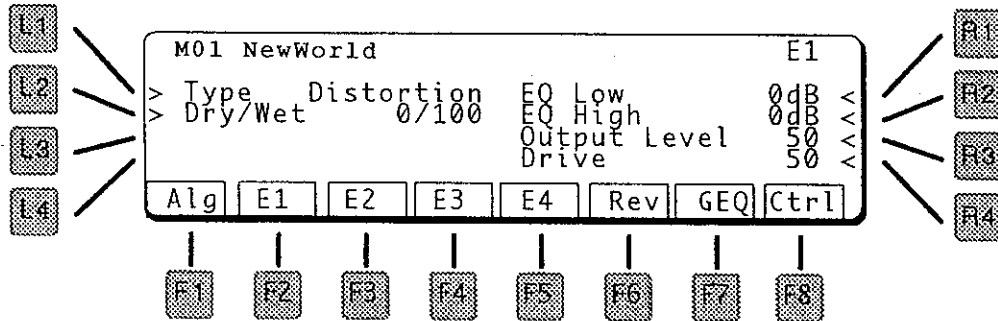 L1
L2
L3
L4
M01 NewWorld E1
> Type Distortion EQ Low 0dB <
> Dry/Wet 0/100 EQ High 0dB <
Output Level 50 <
Drive 50 <
Alg E1 E2 E3 E4 Rev GEQ Ctrl
R1
R2
R3
R4
F1 F2 F3 F4 F5 F6 F7 F8